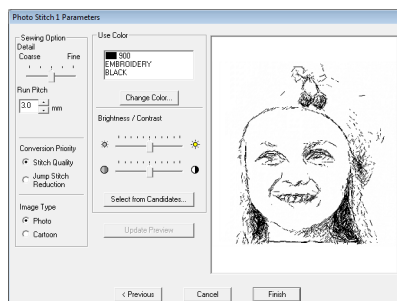 Photo Stitch 1 Parameters
Sewing Option
Detail
Coarse Fine
Run Pitch
3.0 mm
Conversion Priority
Stitch Quality
Jump Stitch
Reduction
Image Type
Photo
Cartoon
Use Color
900
EMBROIDERY
BLACK
Change Color...
Brightness / Contrast
Select from Candidates...
Update Preview
< Previous
Cancel
Finish